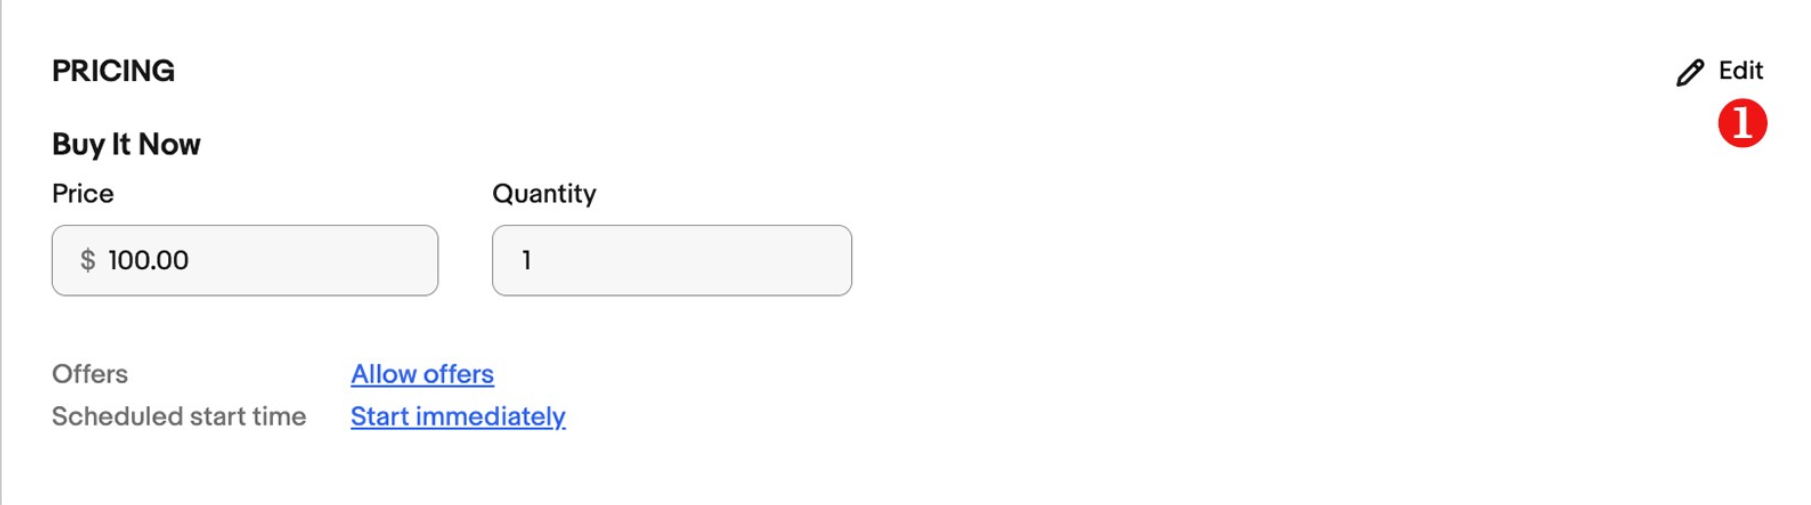 PRICING
Edit
1
Buy It Now
Price
Quantity
$ 100.00
1
Offers
Allow offers
Scheduled start time
Start immediately